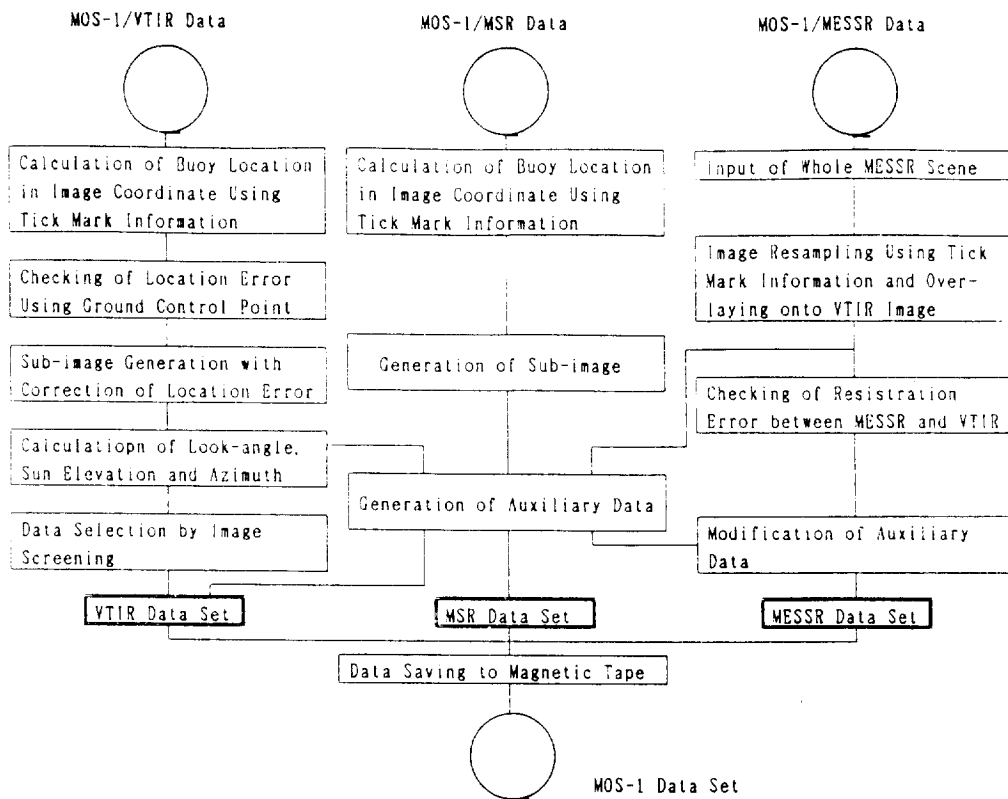 MOS-1/VTIR Data
MOS-1/MSR Data
MOS-1/MESSR Data
Calculation of Buoy Location
in Image Coordinate Using
Tick Mark Information
Calculation of Buoy Location
in Image Coordinate Using
Tick Mark Information
Input of Whole MESSR Scene
Checking of Location Error
Using Ground Control Point
Image Resampling Using Tick
Mark Information and Over-
laying onto VTIR Image
Sub-image Generation with
Correction of Location Error
Generation of Sub-image
Checking of Resistration
Error between MESSR and VTIR
Calculatiopn of Look-angle,
Sun Elevation and Azimuth
Generation of Auxiliary Data
Data Selection by Image
Screening
Modification of Auxiliary
Data
VTIR Data Set
MSR Data Set
MESSR Data Set
Data Saving to Magnetic Tape
MOS-1 Data Set